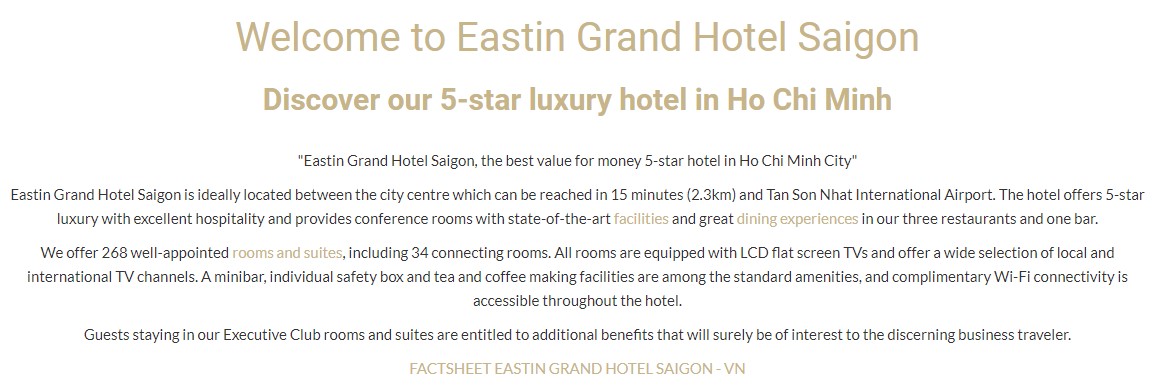 Welcome to Eastin Grand Hotel Saigon
Discover our 5-star luxury hotel in Ho Chi Minh
"Eastin Grand Hotel Saigon, the best value for money 5-star hotel in Ho Chi Minh City"
Eastin Grand Hotel Saigon is ideally located between the city centre which can be reached in 15 minutes (2.3km) and Tan Son Nhat International Airport. The hotel offers 5-star
luxury with excellent hospitality and provides conference rooms with state-of-the-art facilities and great dining experiences in our three restaurants and one bar.
We offer 268 well-appointed rooms and suites, including 34 connecting rooms. All rooms are equipped with LCD flat screen TVs and offer a wide selection of local and
international TV channels. A minibar, individual safety box and tea and coffee making facilities are among the standard amenities, and complimentary Wi-Fi connectivity is
accessible throughout the hotel.
Guests staying in our Executive Club rooms and suites are entitled to additional benefits that will surely be of interest to the discerning business traveler.
FACTSHEET EASTIN GRAND HOTEL SAIGON - VN